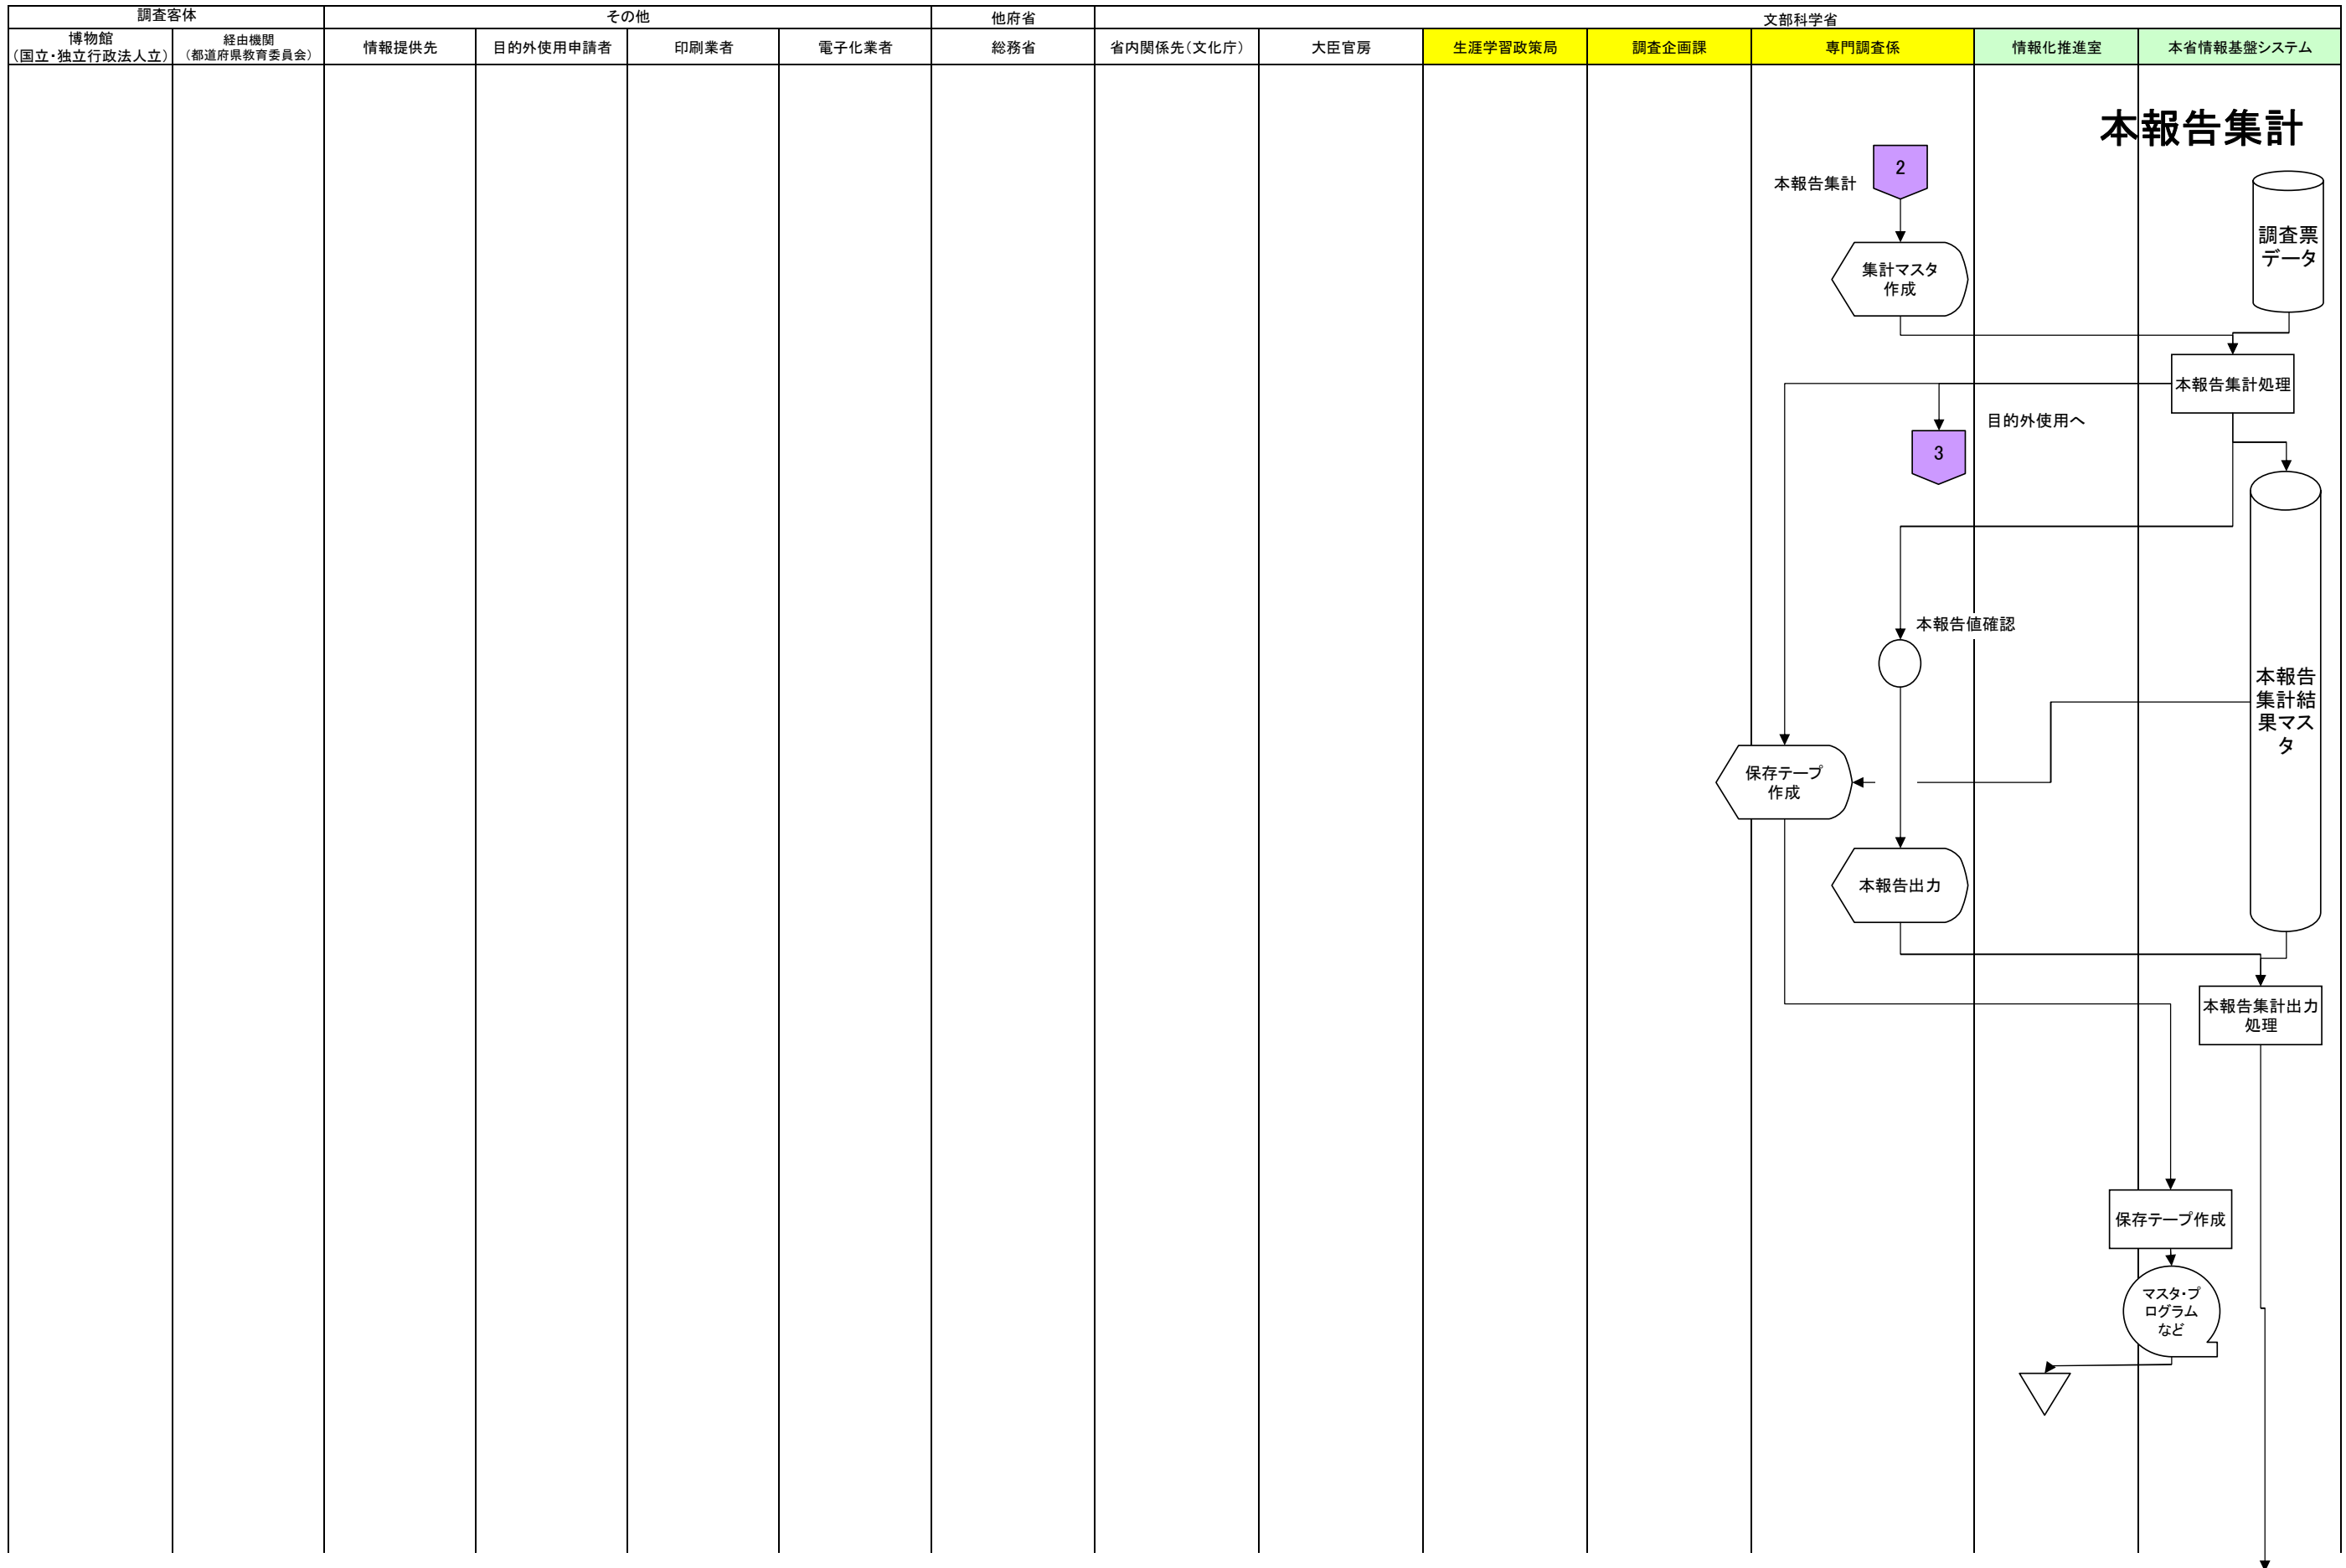 調査客体
その他
他府省
文部科学省
博物館
（国立・独立行政法人立）
経由機関
（都道府県教育委員会）
情報提供先
目的外使用申請者
印刷業者
電子化業者
総務省
省内関係先（文化庁）
大臣官房
生涯学習政策局
調査企画課
専門調査係
情報化推進室
本省情報基盤システム
本報告集計
2
本報告集計
調査票
データ
集計マスタ
作成
本報告集計処理
目的外使用へ
3
本報告値確認
本報告
集計結
果マス
タ
保存テープ
作成
本報告出力
本報告集計出力
処理
保存テープ作成
マスタ・プ
ログラム
など